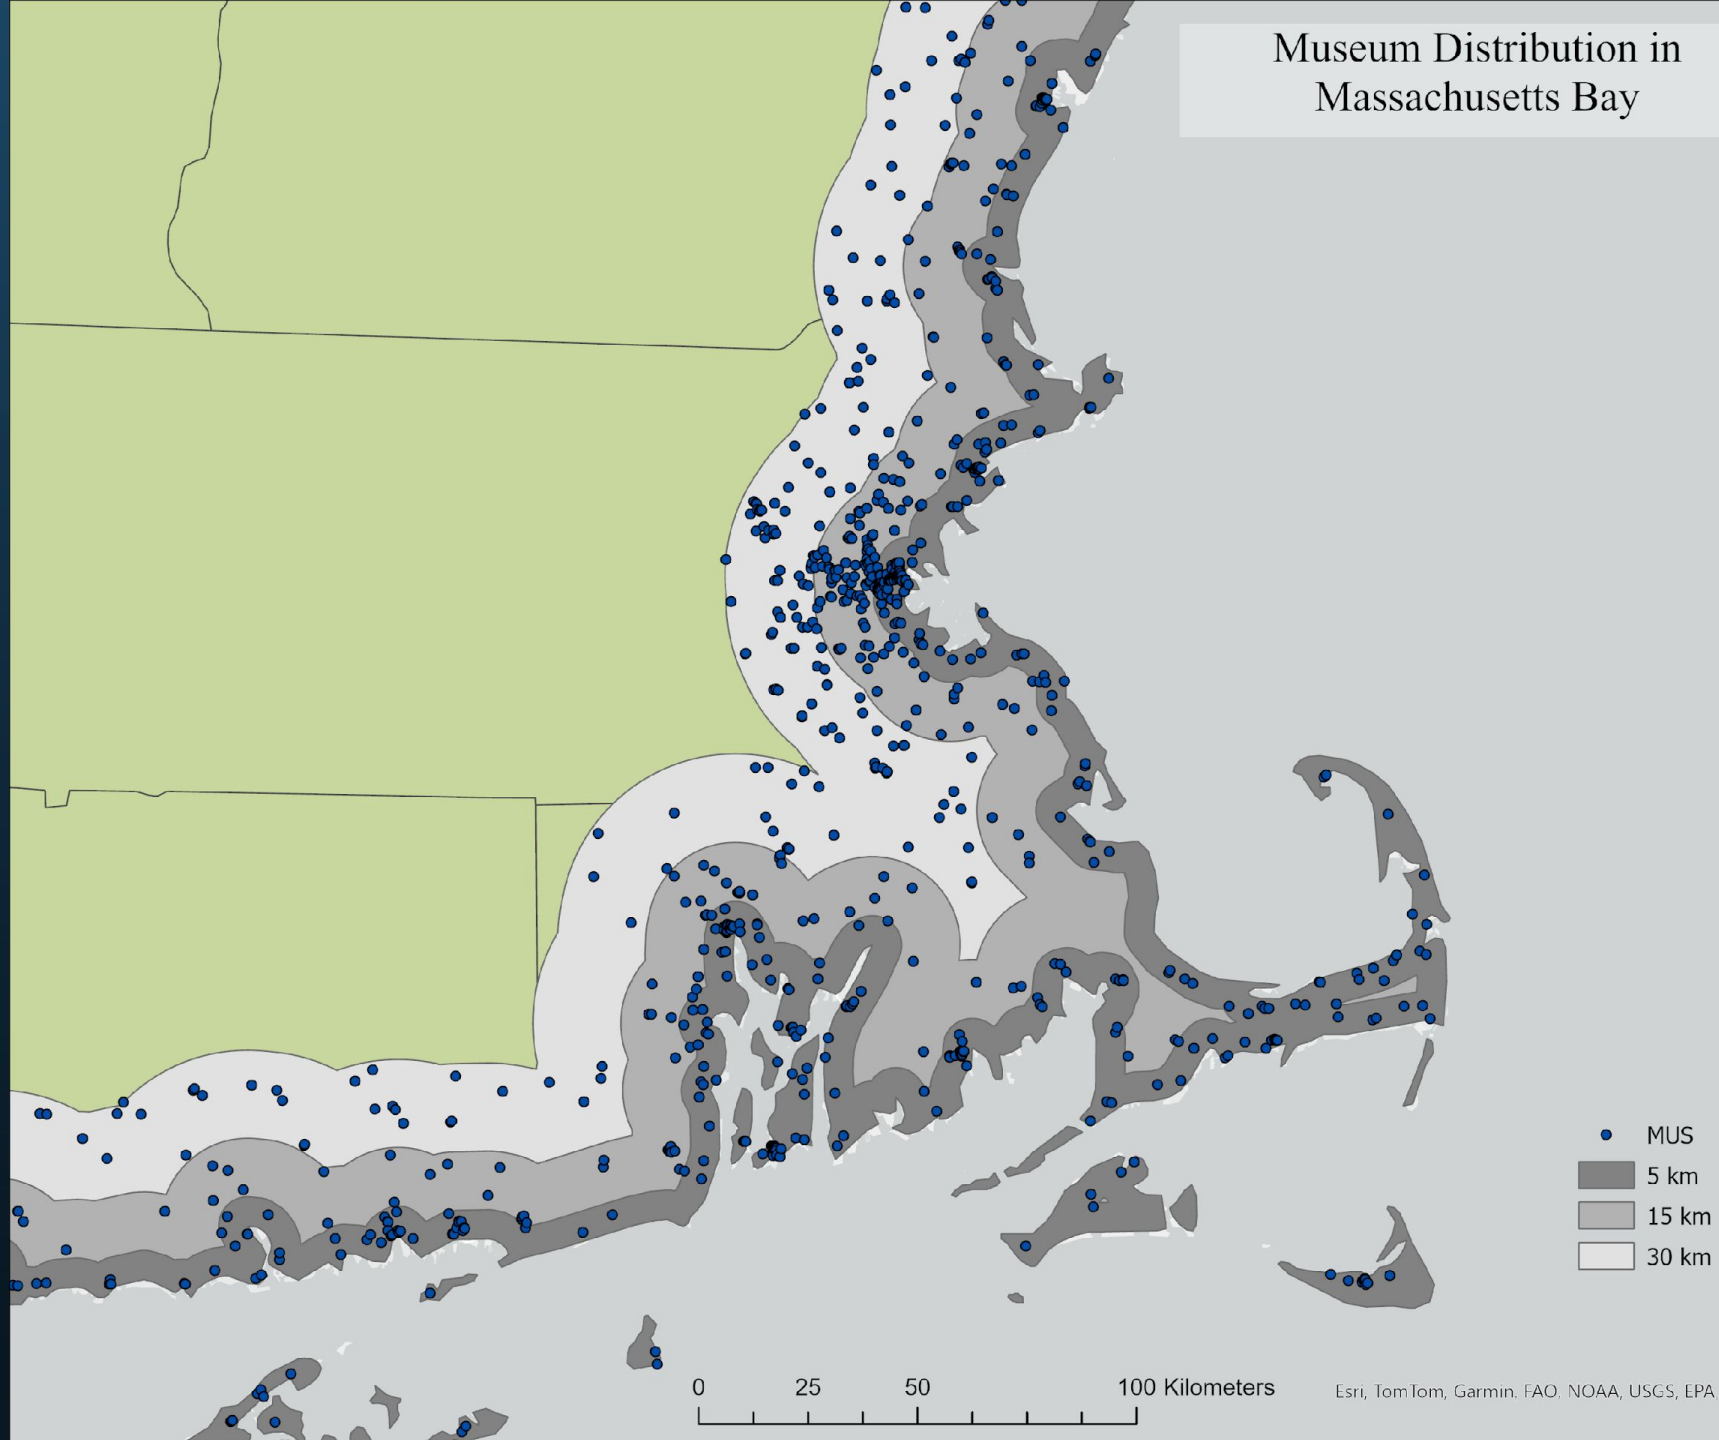 Museum Distribution in
Massachusetts Bay
MUS
5 km
15 km
30 km
0 25 50 100 Kilometers
Esri, TomTom, Garmin, FAO, NOAA, USGS, EPA